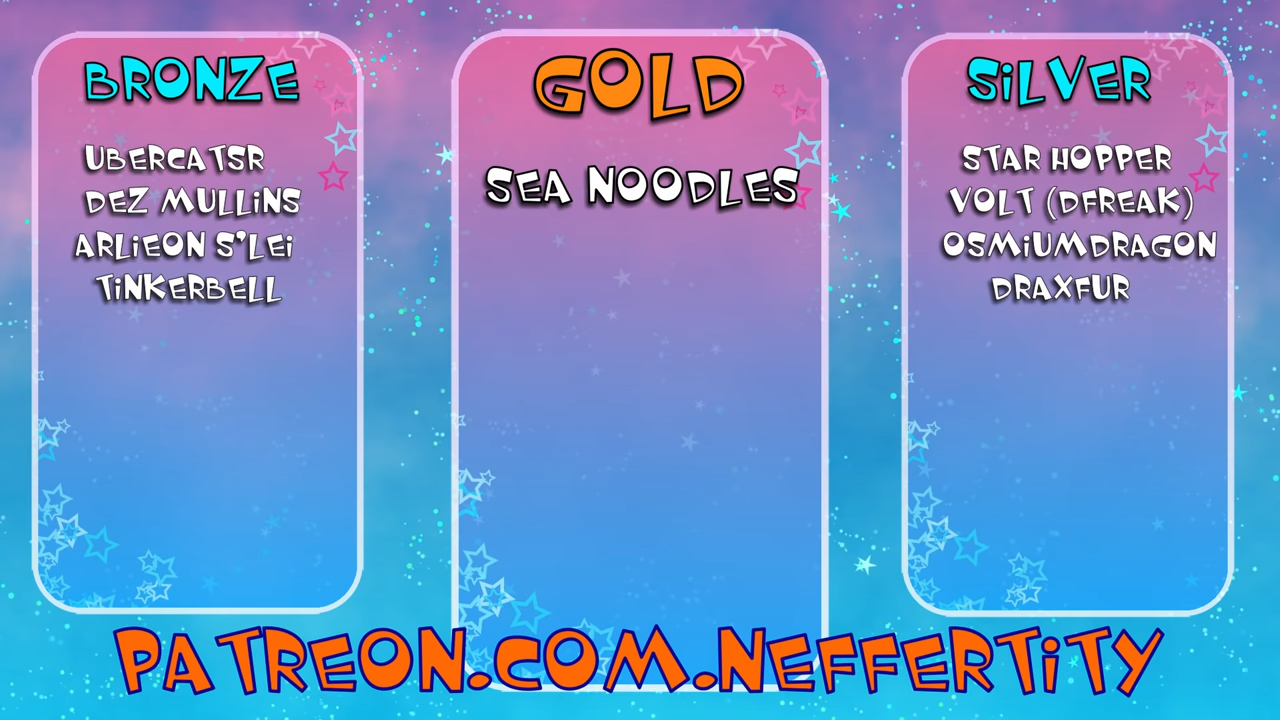 BRONZE
UBERCATSR
DEZ MULLiNS
ARLiEON S'LEi
TiNKERBELL
GOLD
SEA NOODLES
SiLVER
STAR HOPPER
VOLT (DFREAK)
OSMiUMDRAGON
DRAXFUR
PATREON.COM.NEFFERTiTY